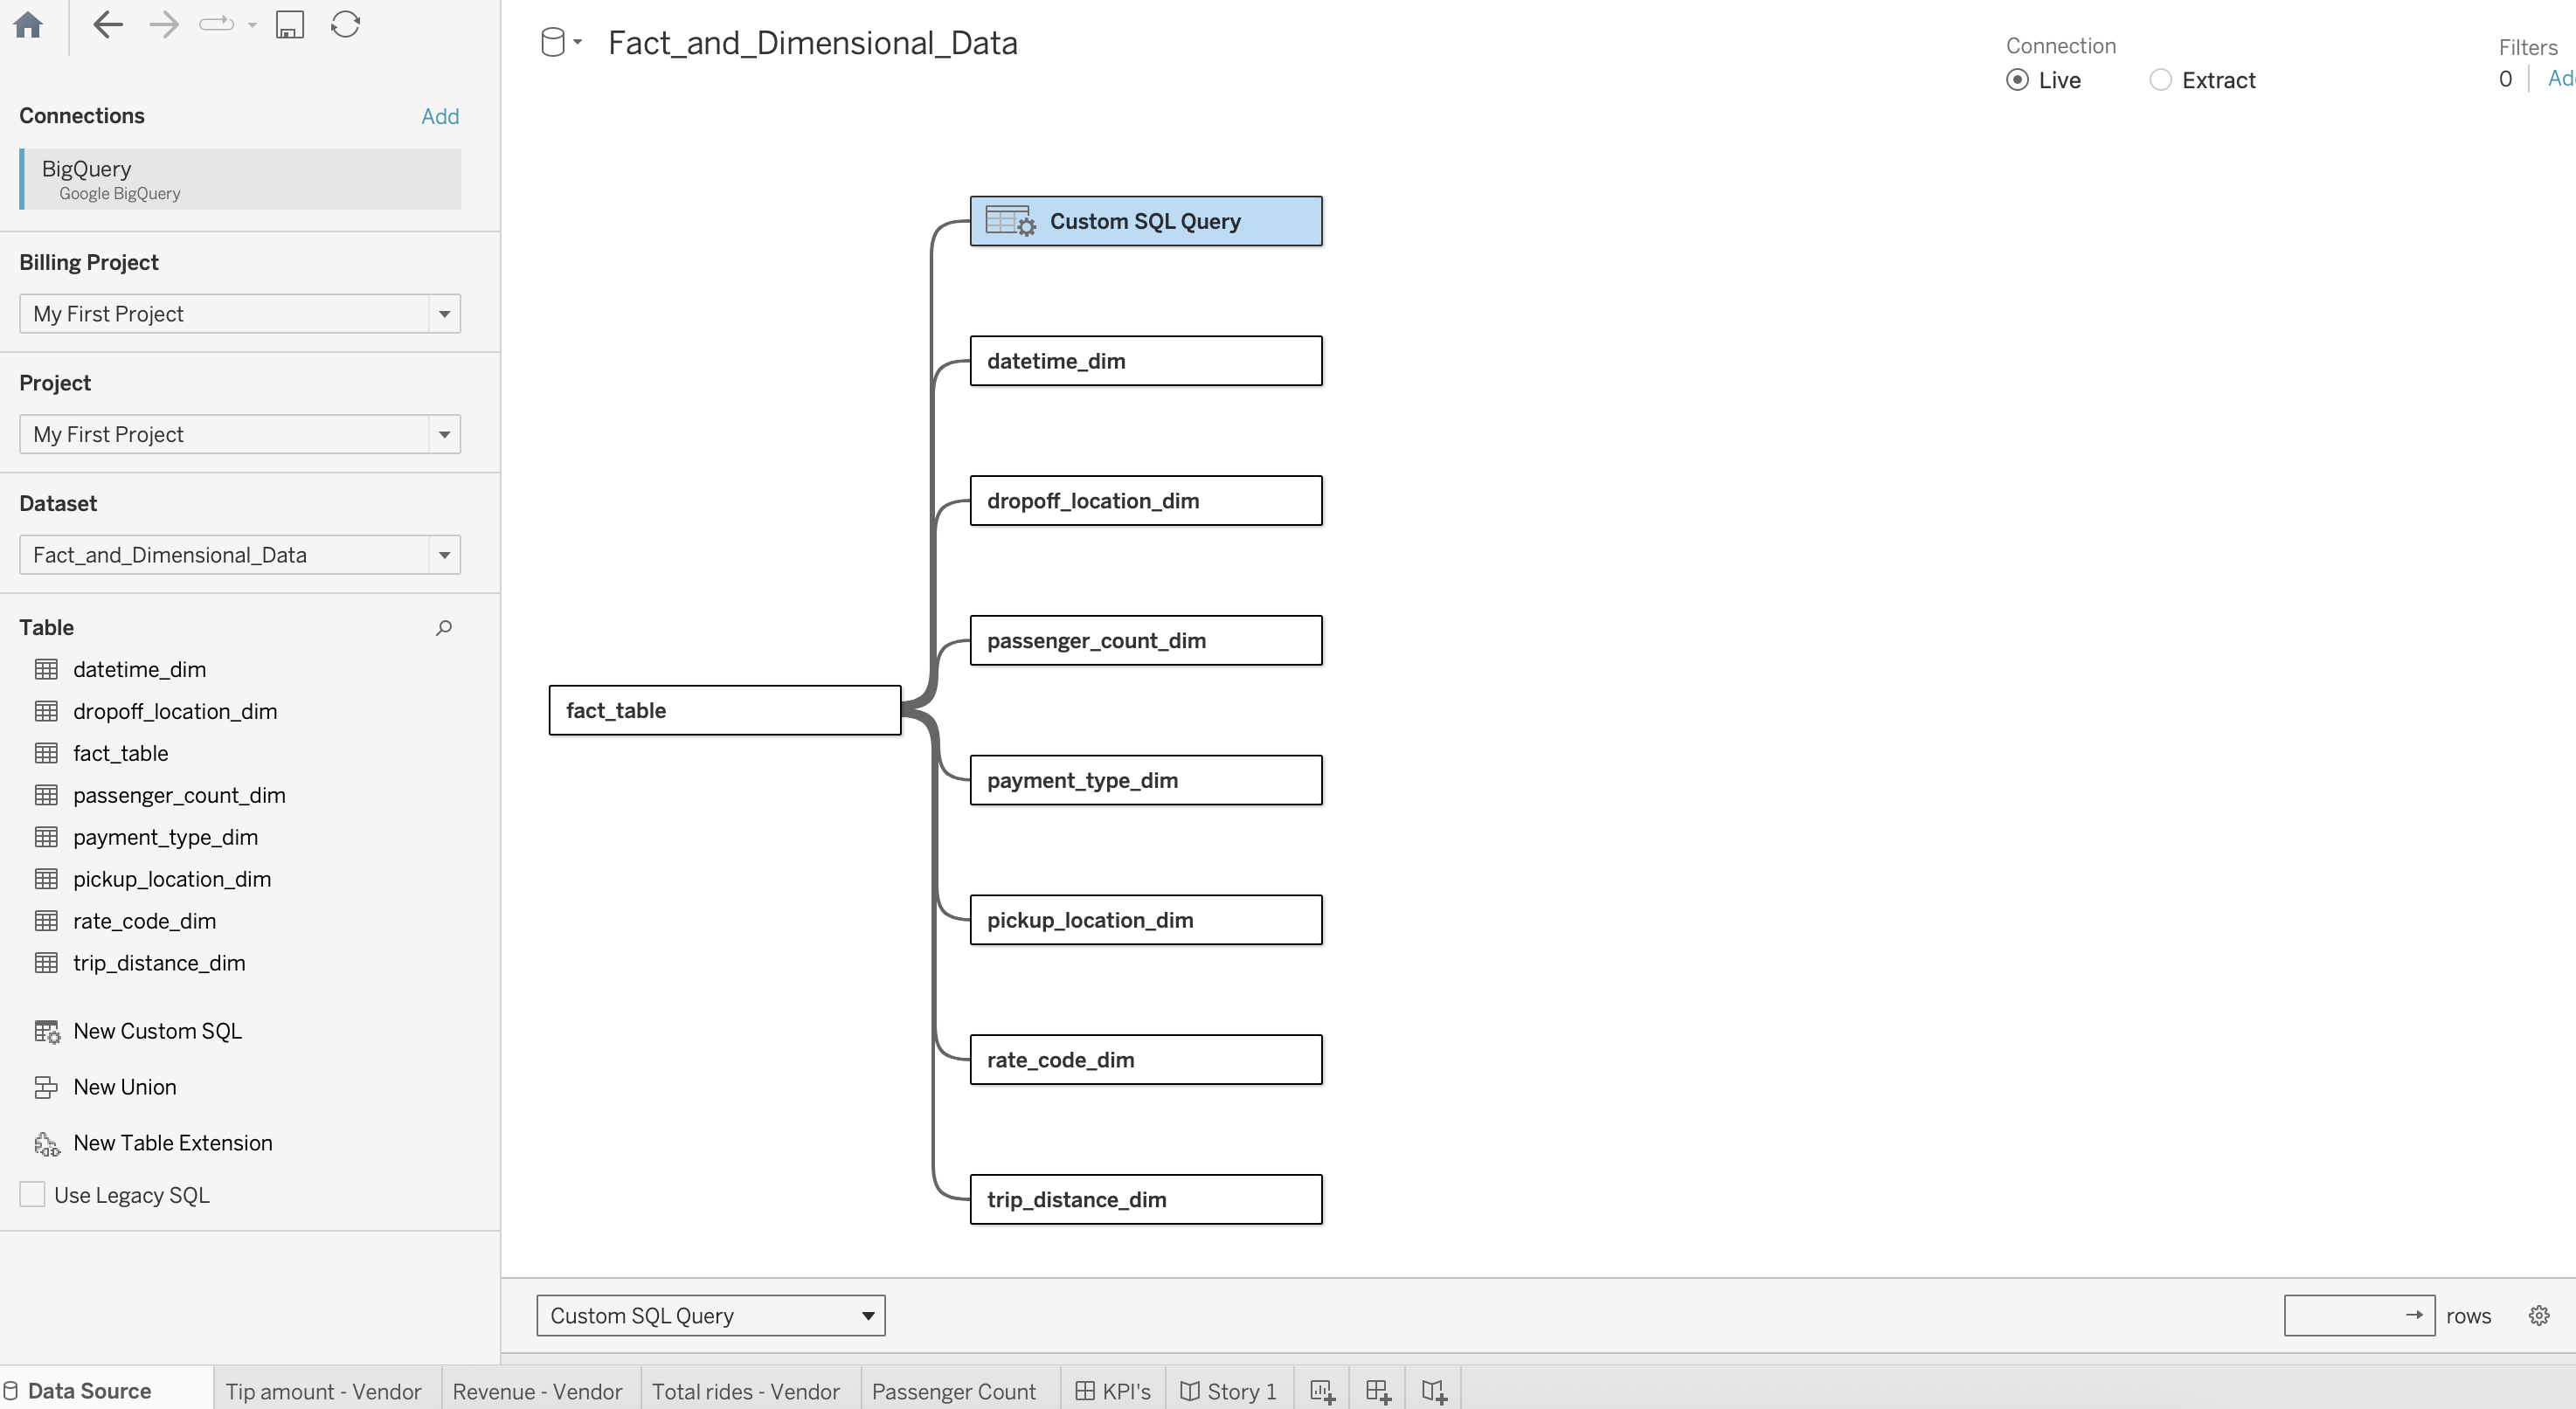 Connections Add
BigQuery
Google BigQuery
Billing Project
My First Project
Project
My First Project
Dataset
Fact_and_Dimensional_Data
Table
datetime_dim
dropoff_location_dim
fact_table
passenger_count_dim
payment_type_dim
pickup_location_dim
rate_code_dim
trip_distance_dim
New Custom SQL
New Union
New Table Extension
Use Legacy SQL
Fact_and_Dimensional_Data
Connection
Live Extract
Filters
0
fact_table
Custom SQL Query
datetime_dim
dropoff_location_dim
passenger_count_dim
payment_type_dim
pickup_location_dim
rate_code_dim
trip_distance_dim
Custom SQL Query rows
Data Source Tip amount - Vendor Revenue - Vendor Total rides - Vendor Passenger Count KPI's Story 1